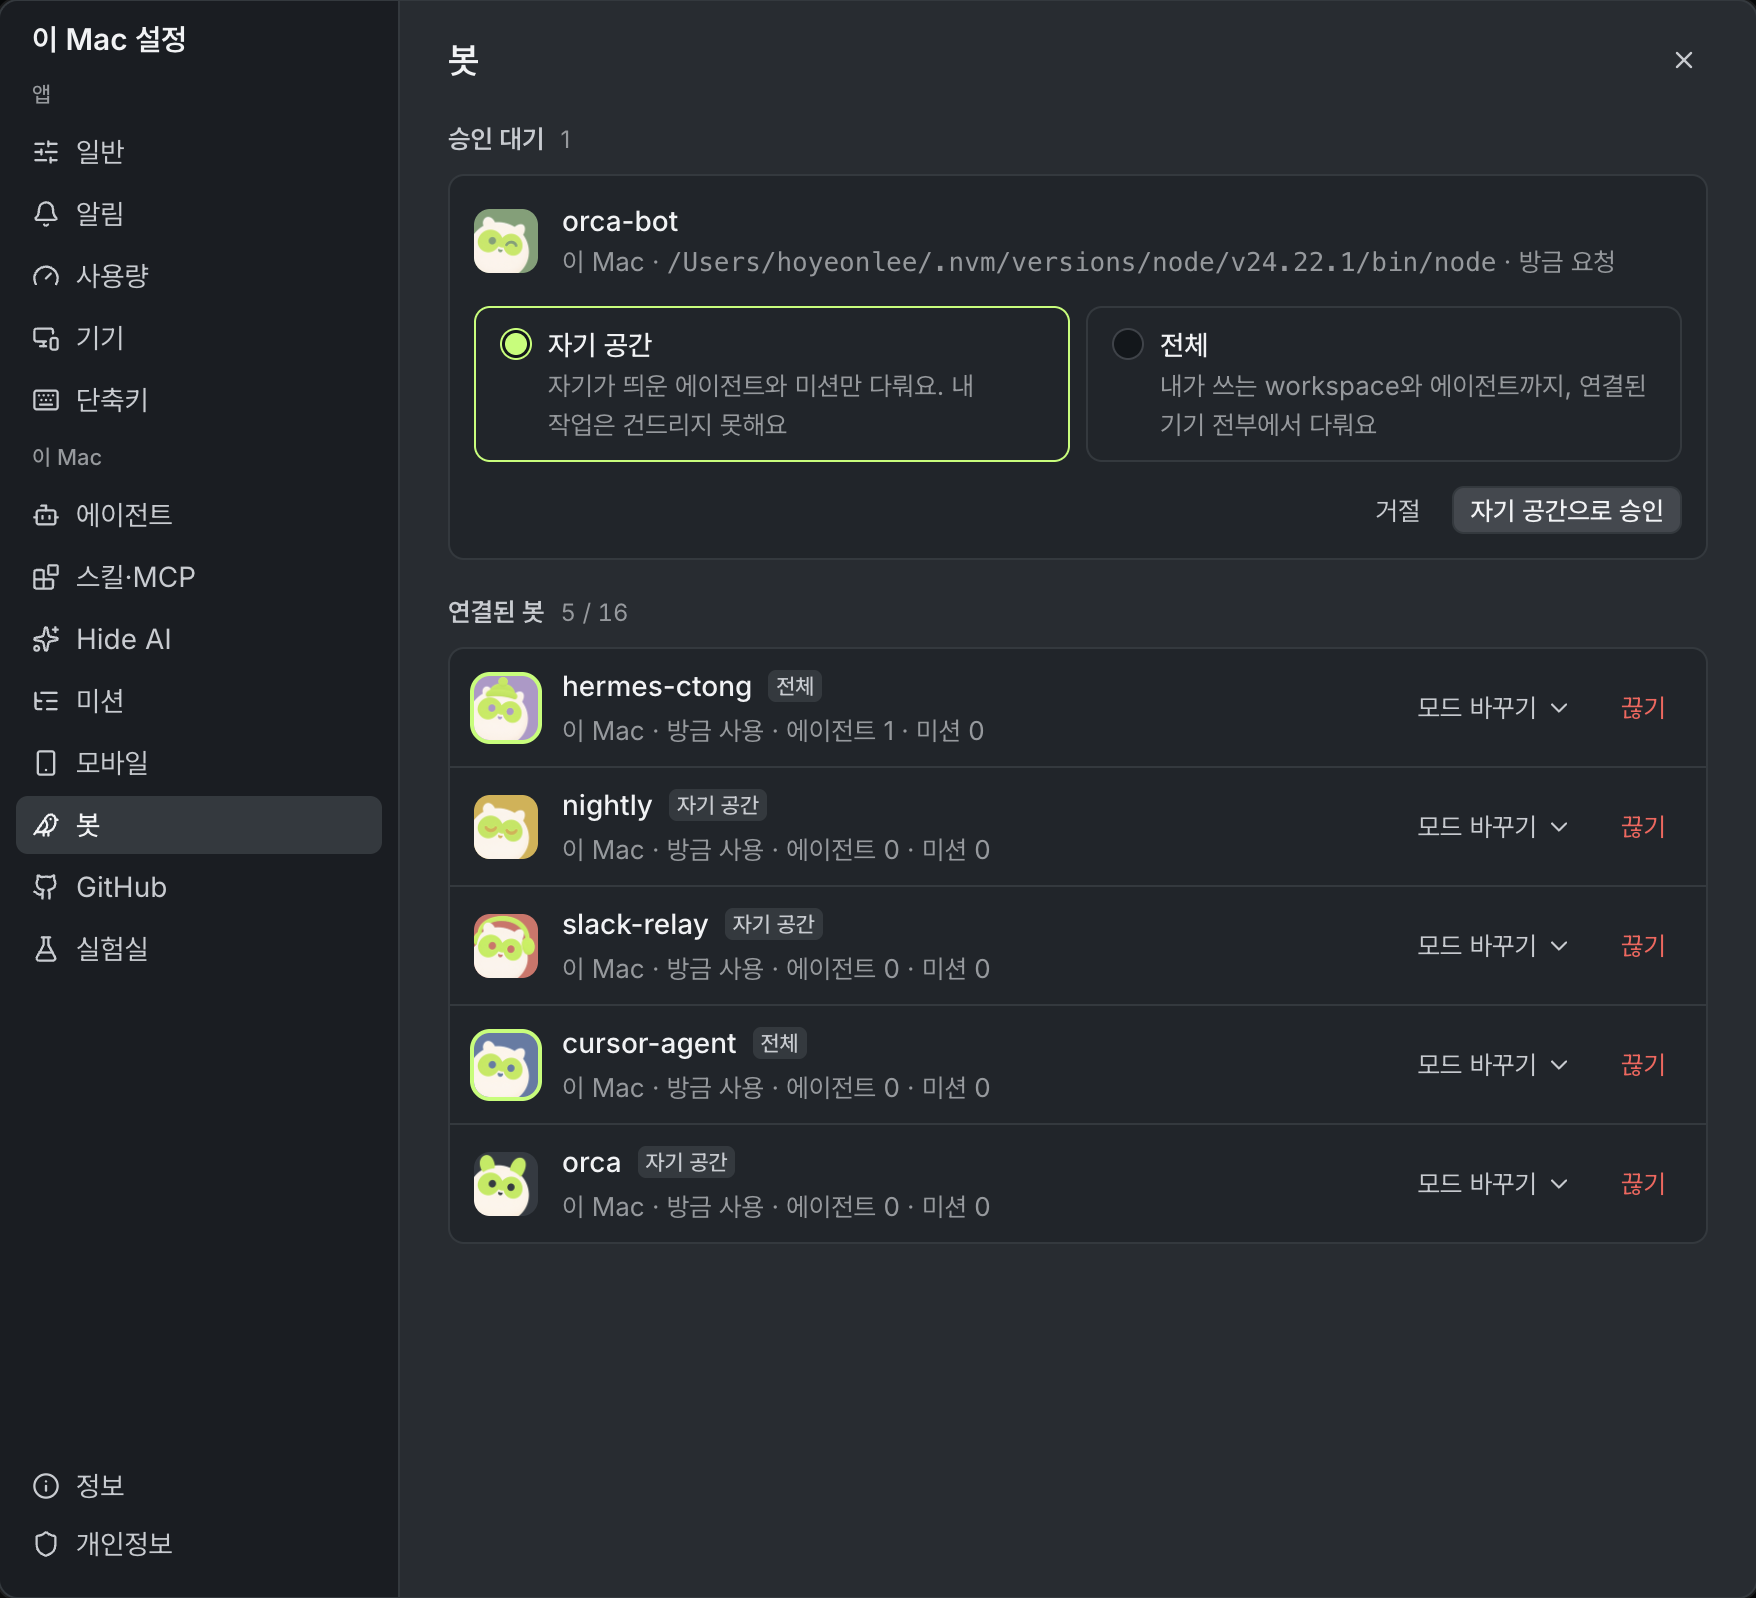 이 Mac 설정
앱
일반
알림
사용량
기기
단축키
이 Mac
에이전트
스킬·MCP
Hide AI
미션
모바일
봇
GitHub
실험실
정보
개인정보
봇
승인 대기 1
orca-bot
이 Mac · /Users/hoyeonlee/.nvm/versions/node/v24.22.1/bin/node · 방금 요청
자기 공간
자기가 띄운 에이전트와 미션만 다뤄요. 내
작업은 건드리지 못해요
전체
내가 쓰는 workspace와 에이전트까지, 연결된
기기 전부에서 다뤄요
거절
자기 공간으로 승인
연결된 봇 5 / 16
hermes-ctong 전체
이 Mac · 방금 사용 · 에이전트 1 · 미션 0
모드 바꾸기
끊기
nightly 자기 공간
이 Mac · 방금 사용 · 에이전트 0 · 미션 0
모드 바꾸기
끊기
slack-relay 자기 공간
이 Mac · 방금 사용 · 에이전트 0 · 미션 0
모드 바꾸기
끊기
cursor-agent 전체
이 Mac · 방금 사용 · 에이전트 0 · 미션 0
모드 바꾸기
끊기
orca 자기 공간
이 Mac · 방금 사용 · 에이전트 0 · 미션 0
모드 바꾸기
끊기